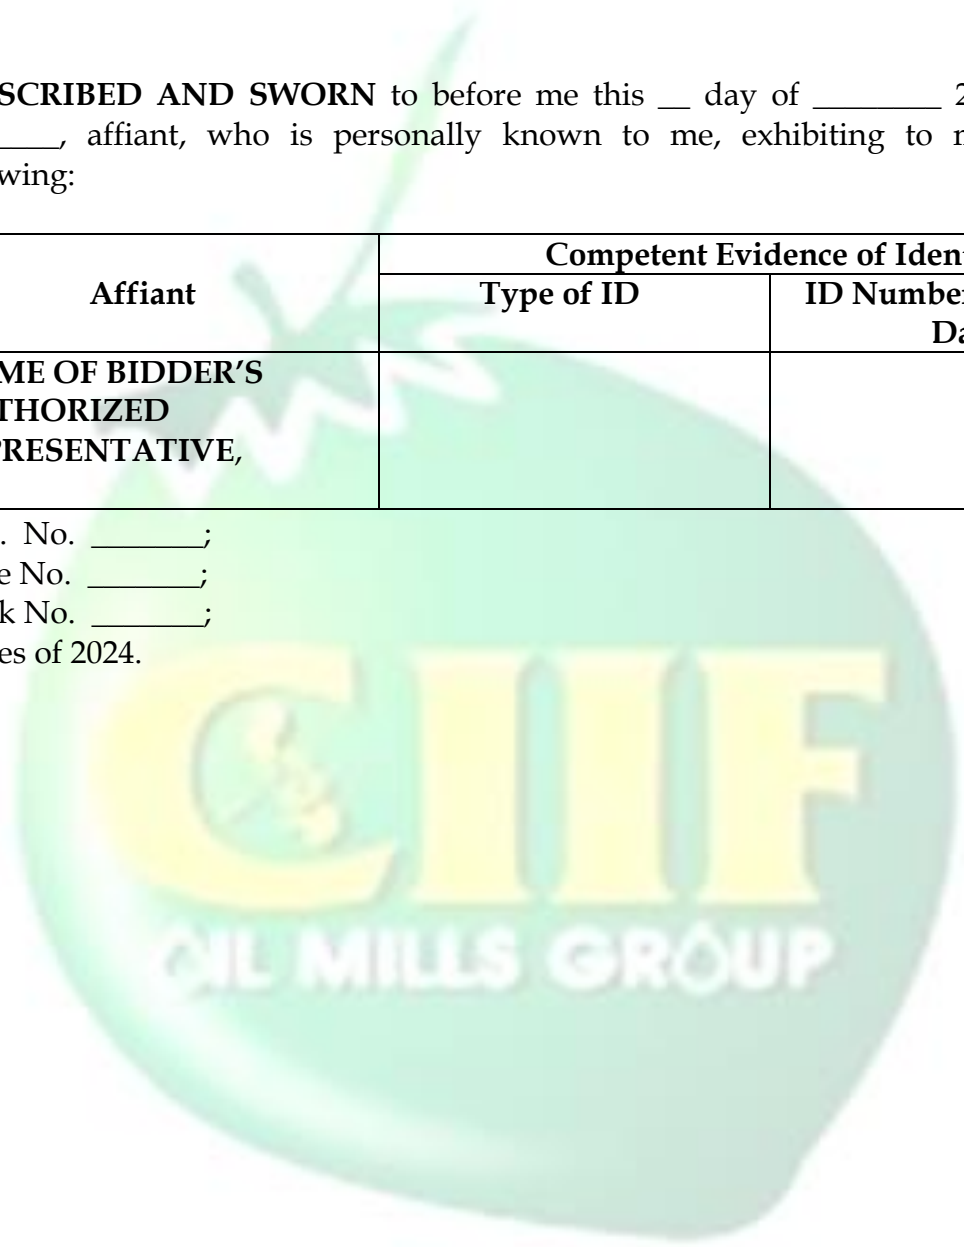 SCRIBED AND SWORN to before me this __ day of ________ 2
____, affiant, who is personally known to me, exhibiting to m
wing:
Competent Evidence of Iden
Affiant
Type of ID
ID Number
Da
ME OF BIDDER’S
THORIZED
PRESENTATIVE,
. No. _______;
e No. _______;
k No. _______;
es of 2024.
CIIF
OIL MILLS GROUP